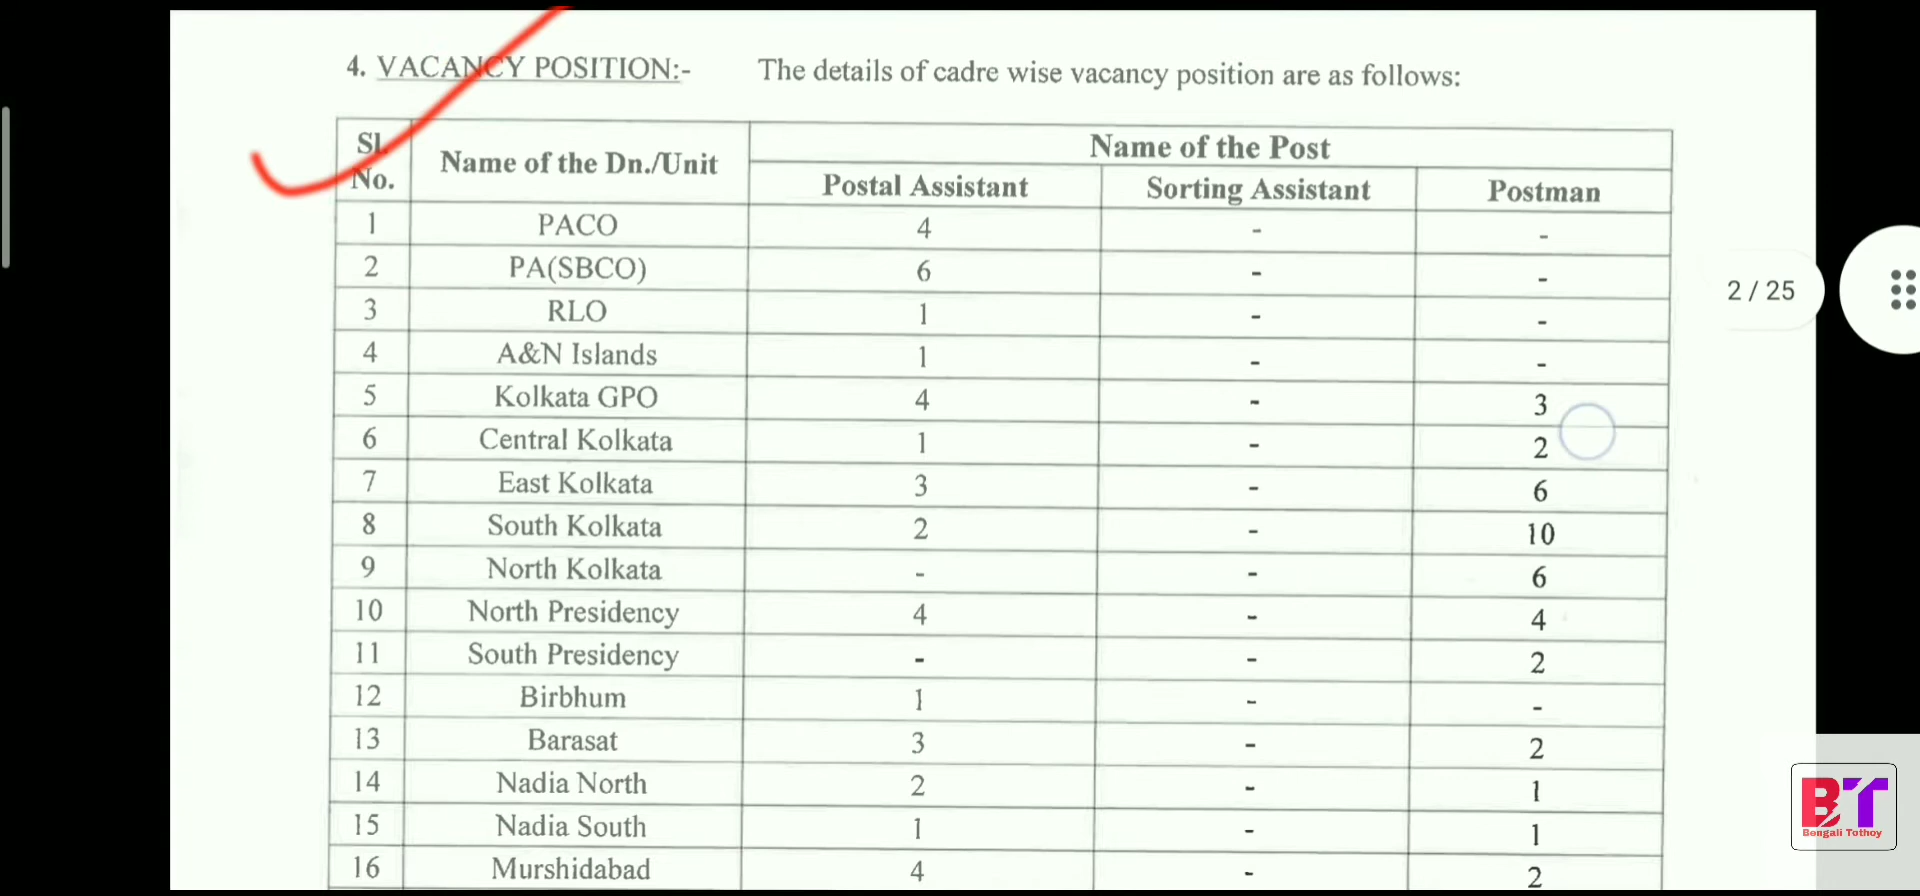 4. VACANCY POSITION:- The details of cadre wise vacancy position are as follows:
Sl. No. Name of the Dn./Unit Name of the Post
Postal Assistant Sorting Assistant Postman
1 PACO 4 - -
2 PA(SBCO) 6 - -
3 RLO 1 - -
4 A&N Islands 1 - -
5 Kolkata GPO 4 - 3
6 Central Kolkata 1 - 2
7 East Kolkata 3 - 6
8 South Kolkata 2 - 10
9 North Kolkata - - 6
10 North Presidency 4 - 4
11 South Presidency - - 2
12 Birbhum 1 - -
13 Barasat 3 - 2
14 Nadia North 2 - 1
15 Nadia South 1 - 1
16 Murshidabad 4 - 2
2 / 25
BT
Bengali Tothoy